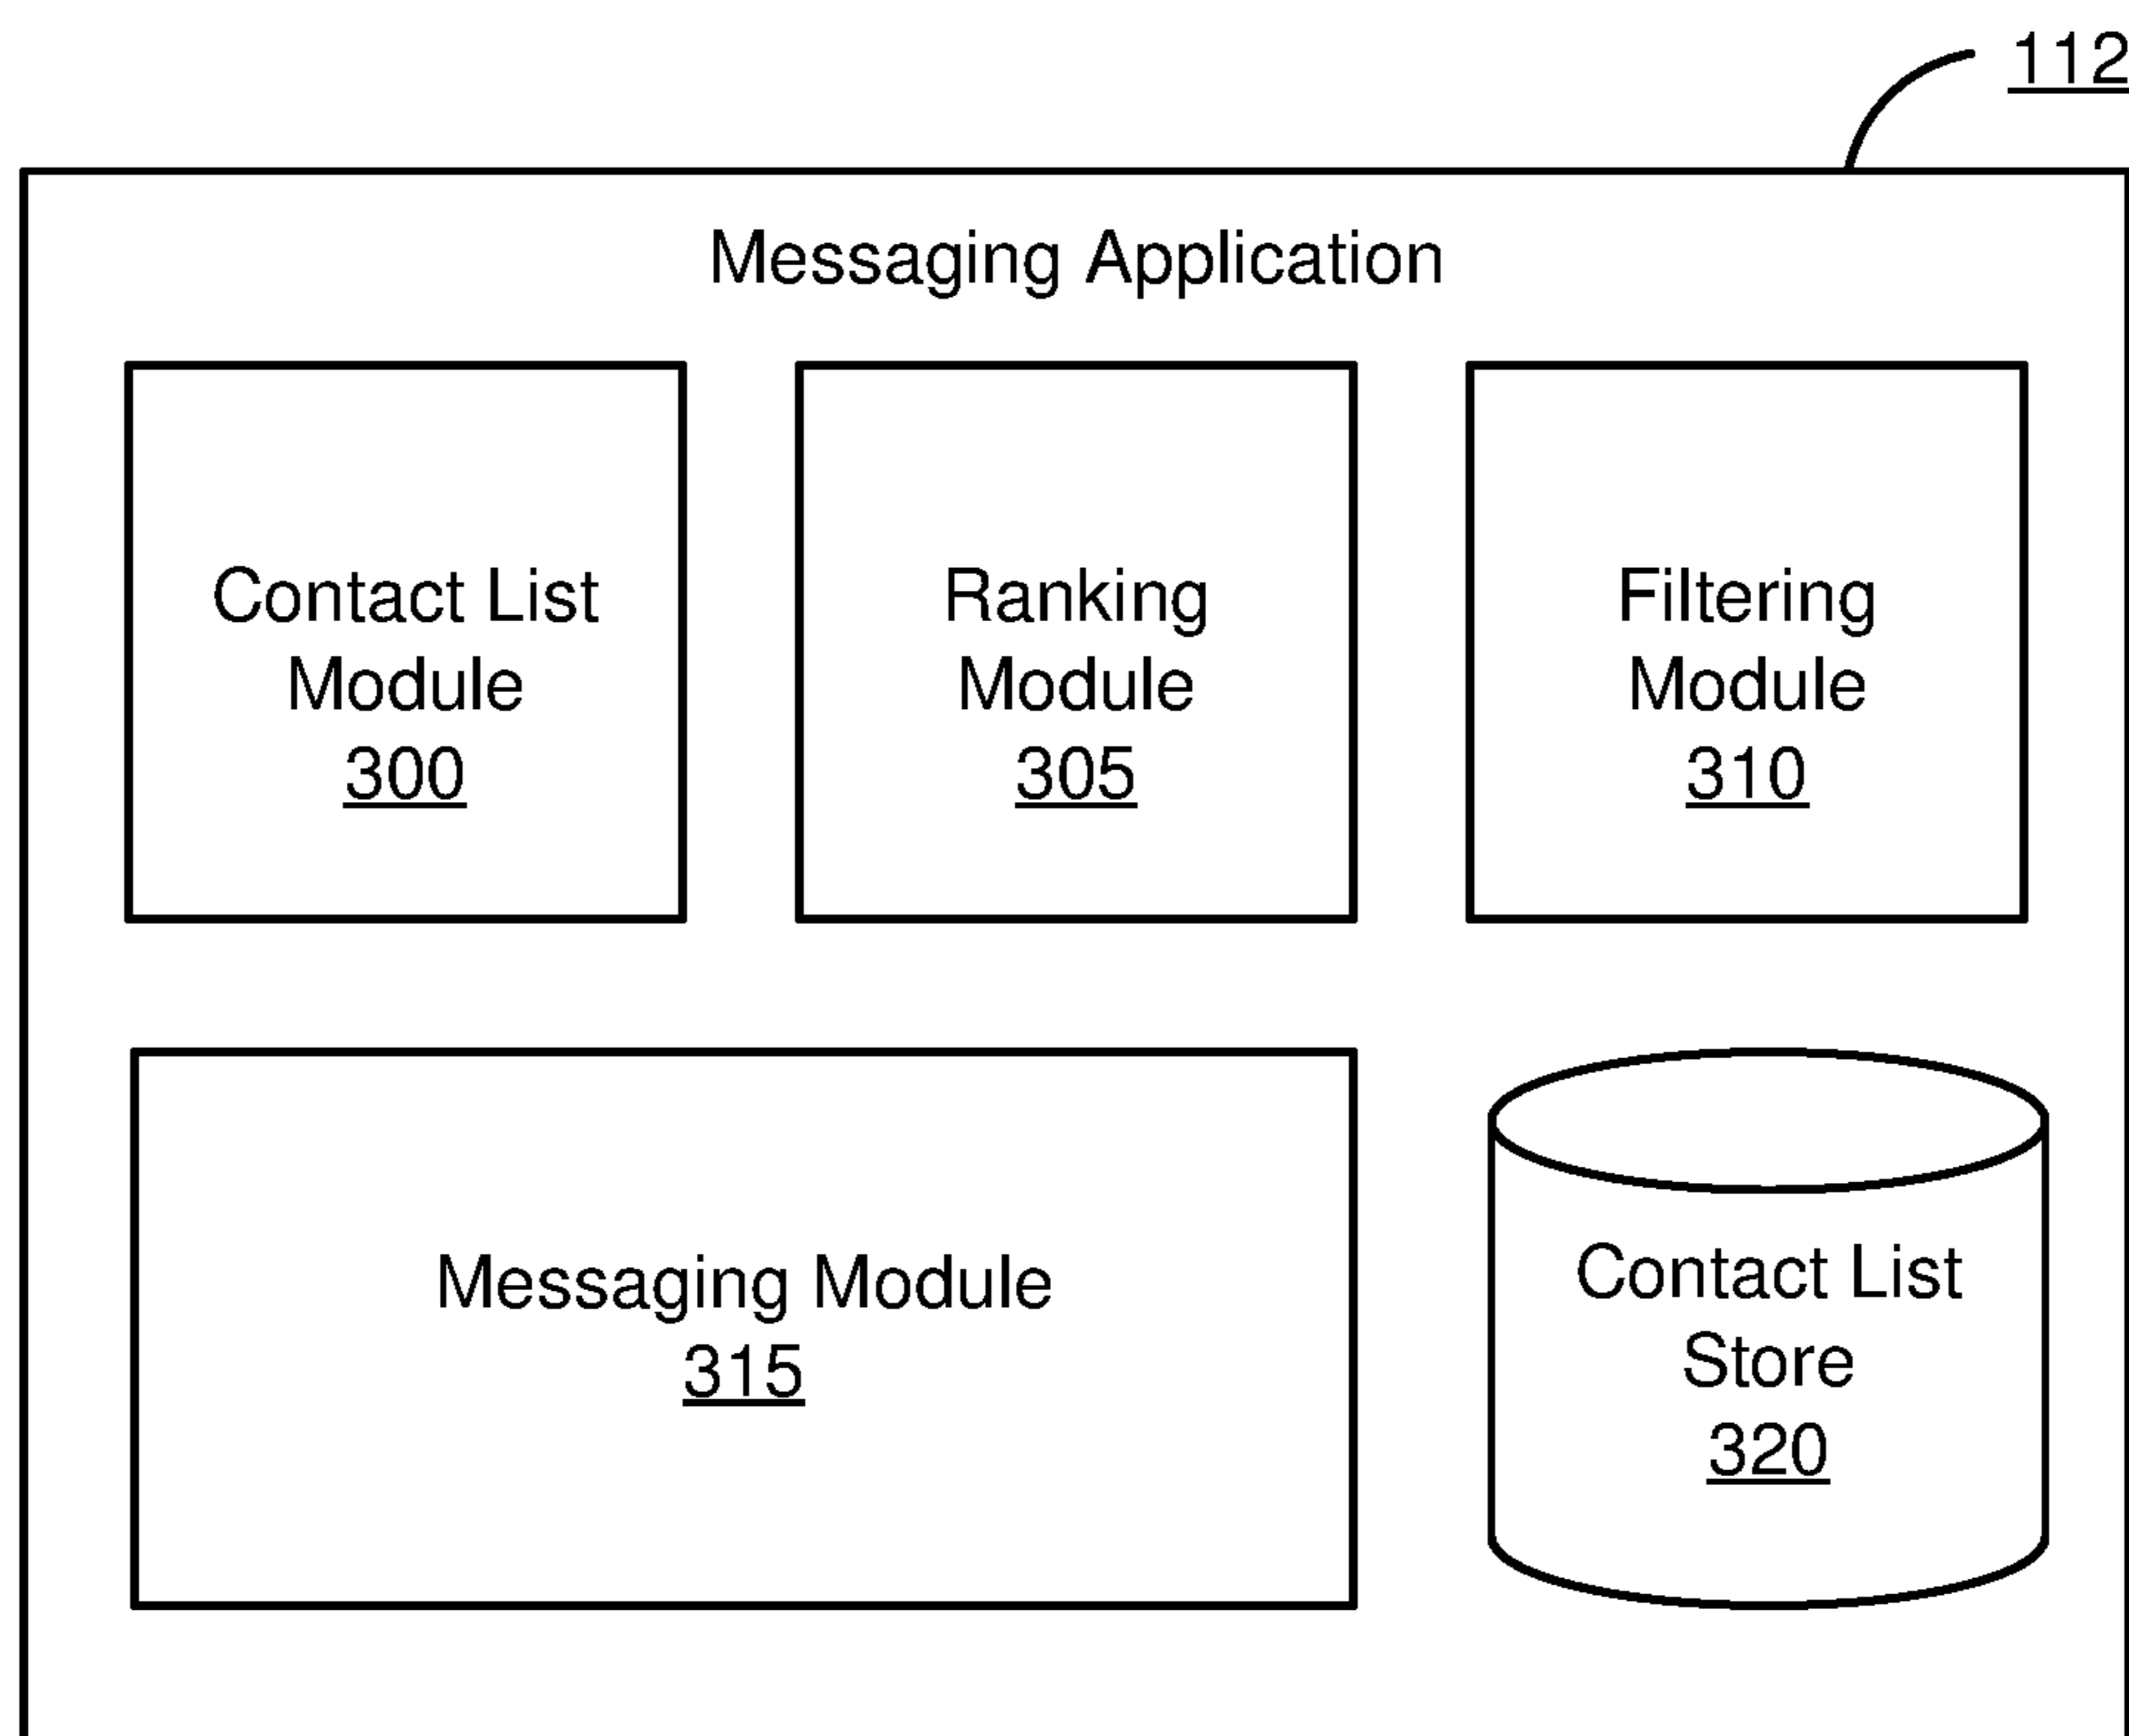 112
Messaging Application
Contact List
Module
300
Ranking
Module
305
Filtering
Module
310
Messaging Module
315
Contact List
Store
320